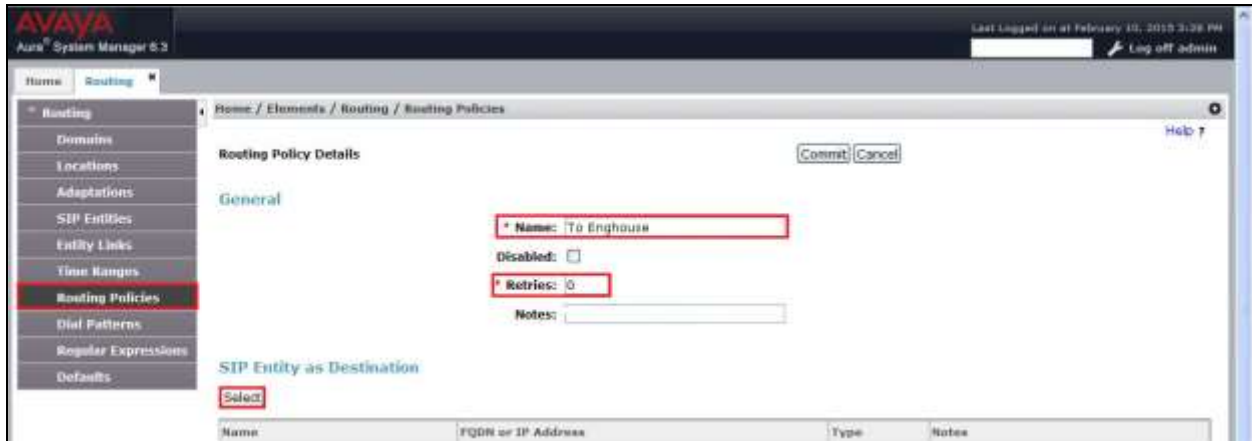 AVAYA
Aura® System Manager 6.3
Last Logged on at February 10, 2015 3:28 PM
Log off admin
Home
Routing
Routing
Domains
Locations
Adaptations
SIP Entities
Entity Links
Time Ranges
Routing Policies
Dial Patterns
Regular Expressions
Defaults
Home / Elements / Routing / Routing Policies
Help ?
Routing Policy Details
Commit Cancel
General
* Name: To Enghouse
Disabled:
* Retries: 0
Notes:
SIP Entity as Destination
Select
Name FQDN or IP Address Type Notes